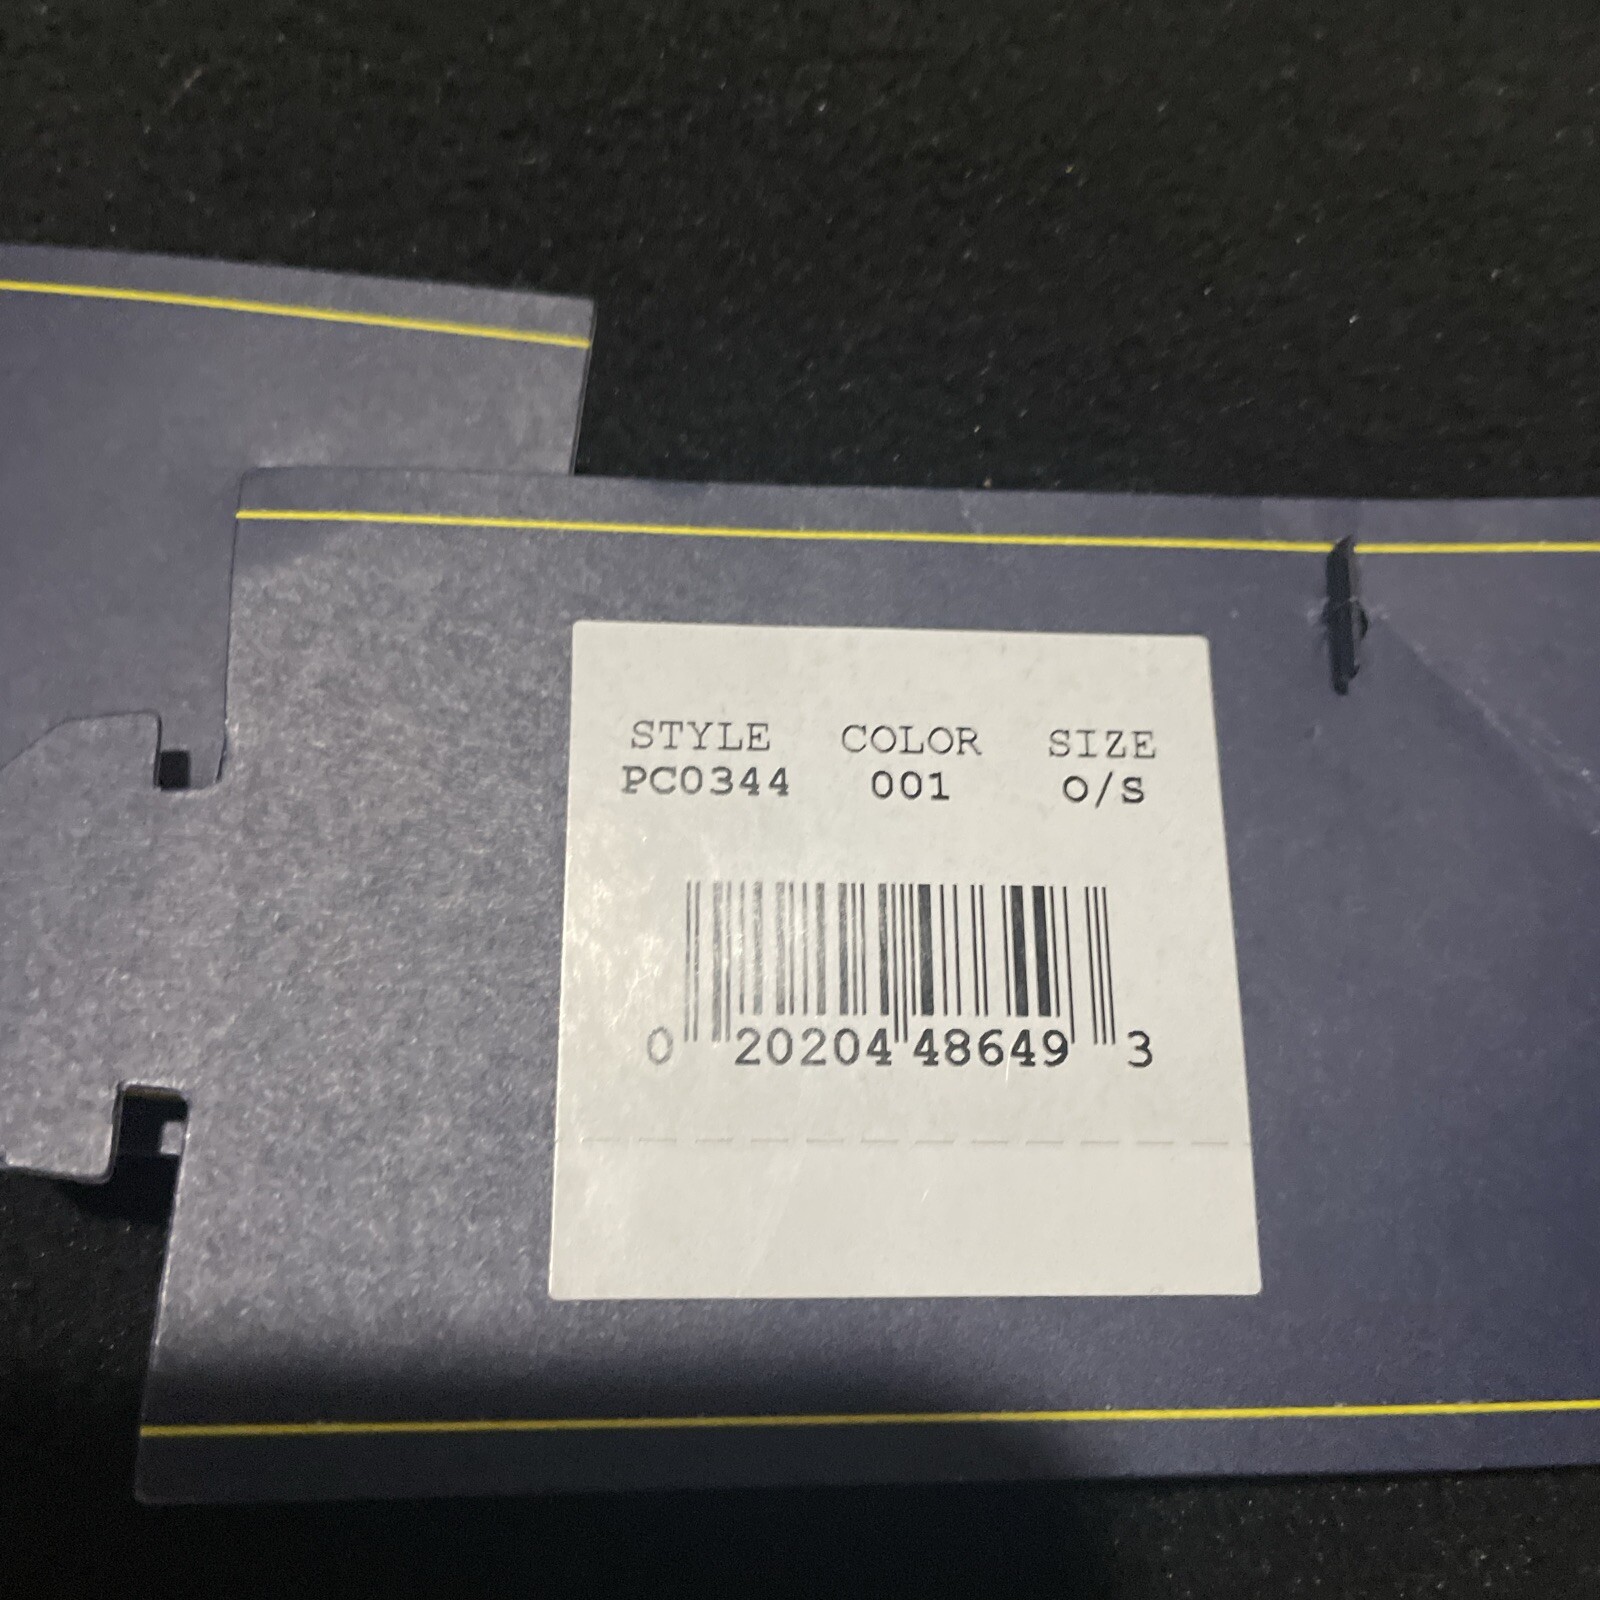 STYLE COLOR SIZE
PC0344 001 O/S
0 20204 48649 3